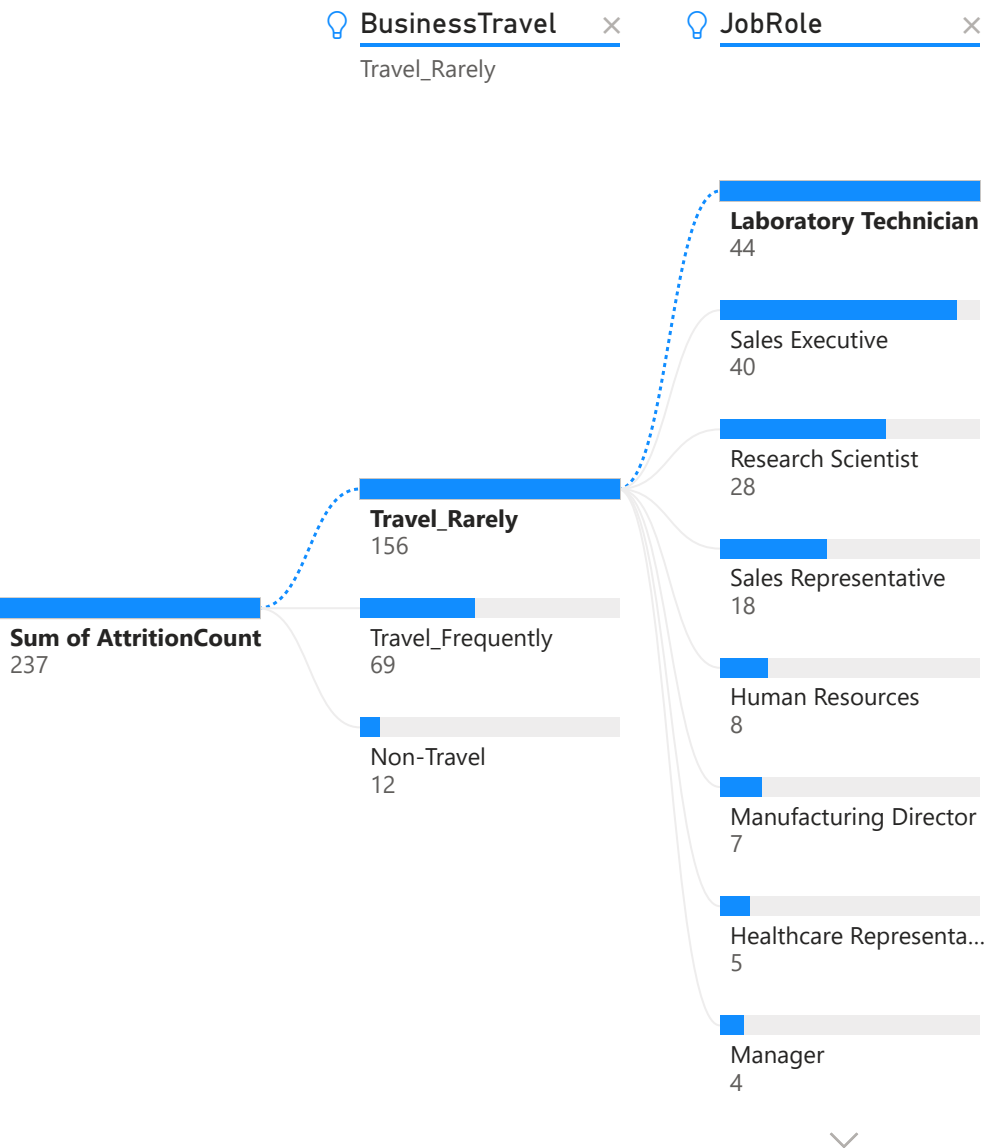 BusinessTravel
Travel_Rarely
JobRole
Sum of AttritionCount
237
Travel_Rarely
156
Travel_Frequently
69
Non-Travel
12
Laboratory Technician
44
Sales Executive
40
Research Scientist
28
Sales Representative
18
Human Resources
8
Manufacturing Director
7
Healthcare Representa...
5
Manager
4